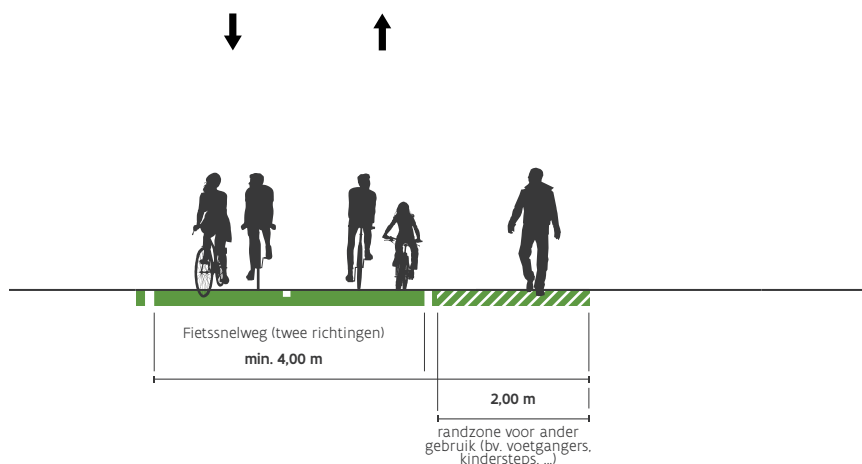 Fietssnelweg (twee richtingen)
min. 4,00 m
2,00 m
randzone voor ander
gebruik (bv. voetgangers,
kindersteps, ...)